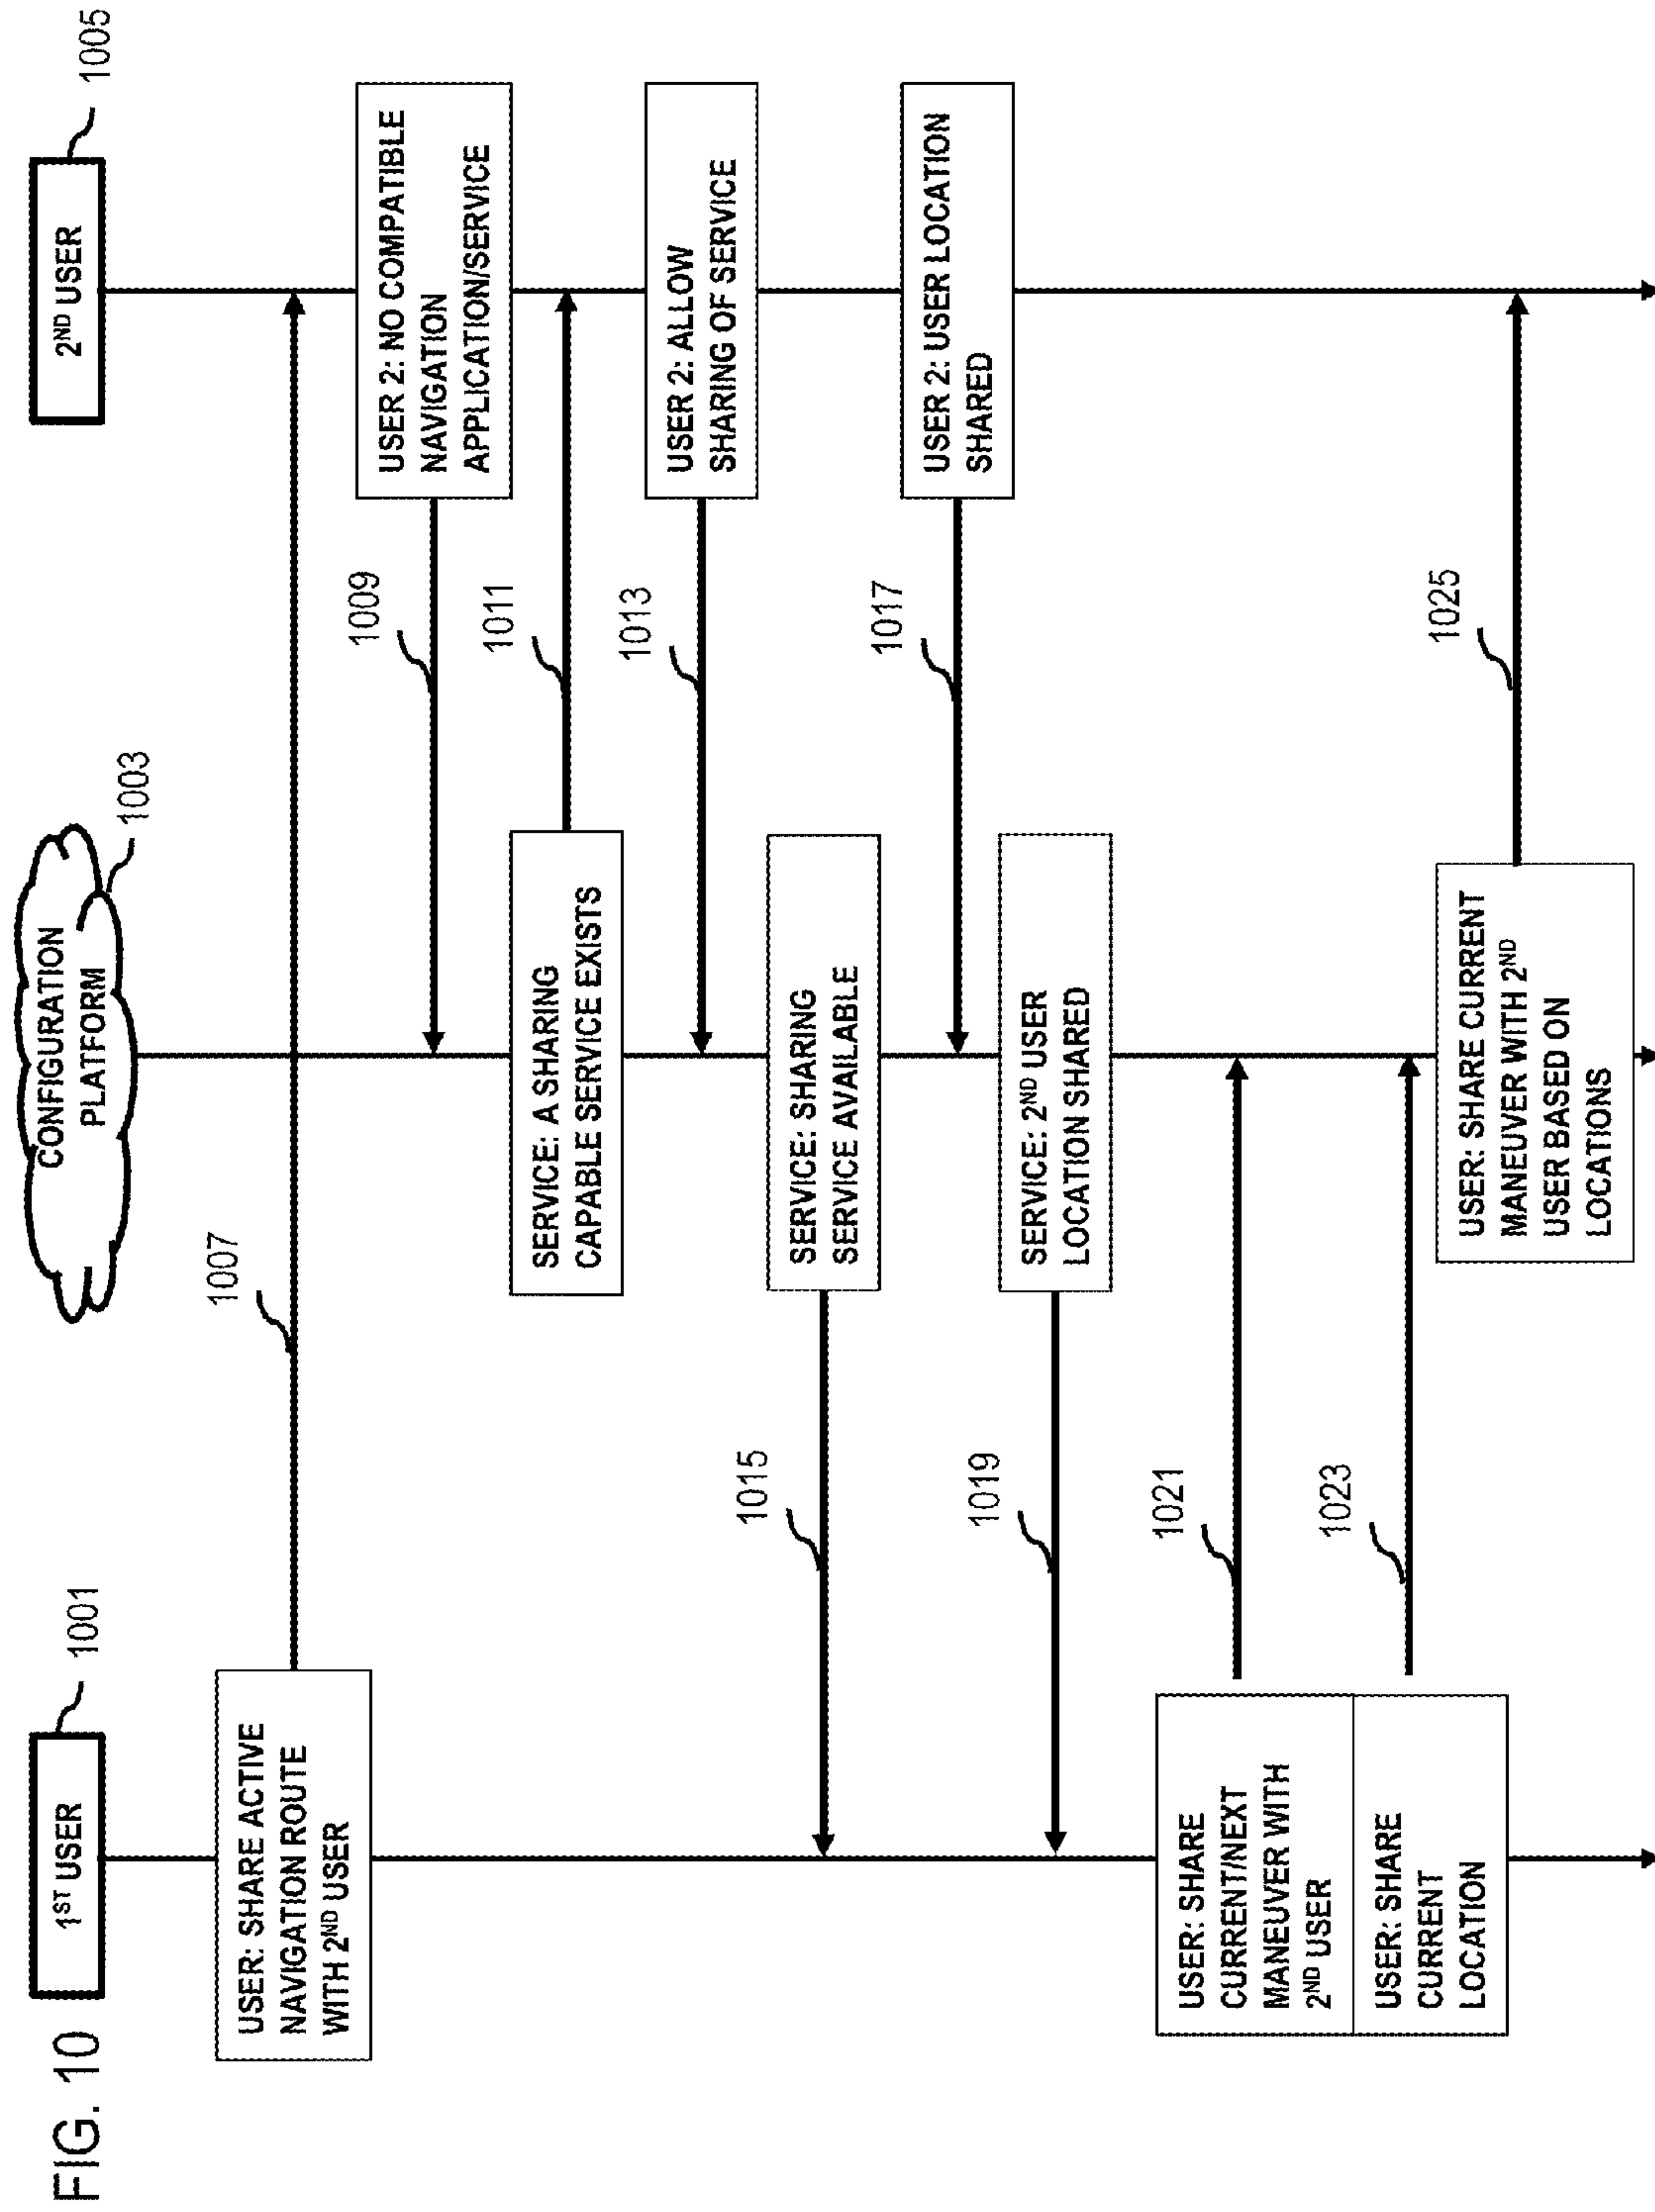 FIG. 10
1ST USER
1001
CONFIGURATION
PLATFORM
1003
2ND USER
1005
USER: SHARE ACTIVE
NAVIGATION ROUTE
WITH 2ND USER
1007
USER 2: NO COMPATIBLE
NAVIGATION
APPLICATION/SERVICE
1009
SERVICE: A SHARING
CAPABLE SERVICE EXISTS
1011
USER 2: ALLOW
SHARING OF SERVICE
1013
SERVICE: SHARING
SERVICE AVAILABLE
1015
USER 2: USER LOCATION
SHARED
1017
SERVICE: 2ND USER
LOCATION SHARED
1019
USER: SHARE
CURRENT/NEXT
MANEUVER WITH
2ND USER
1021
USER: SHARE
CURRENT
LOCATION
1023
USER: SHARE CURRENT
MANEUVER WITH 2ND
USER BASED ON
LOCATIONS
1025